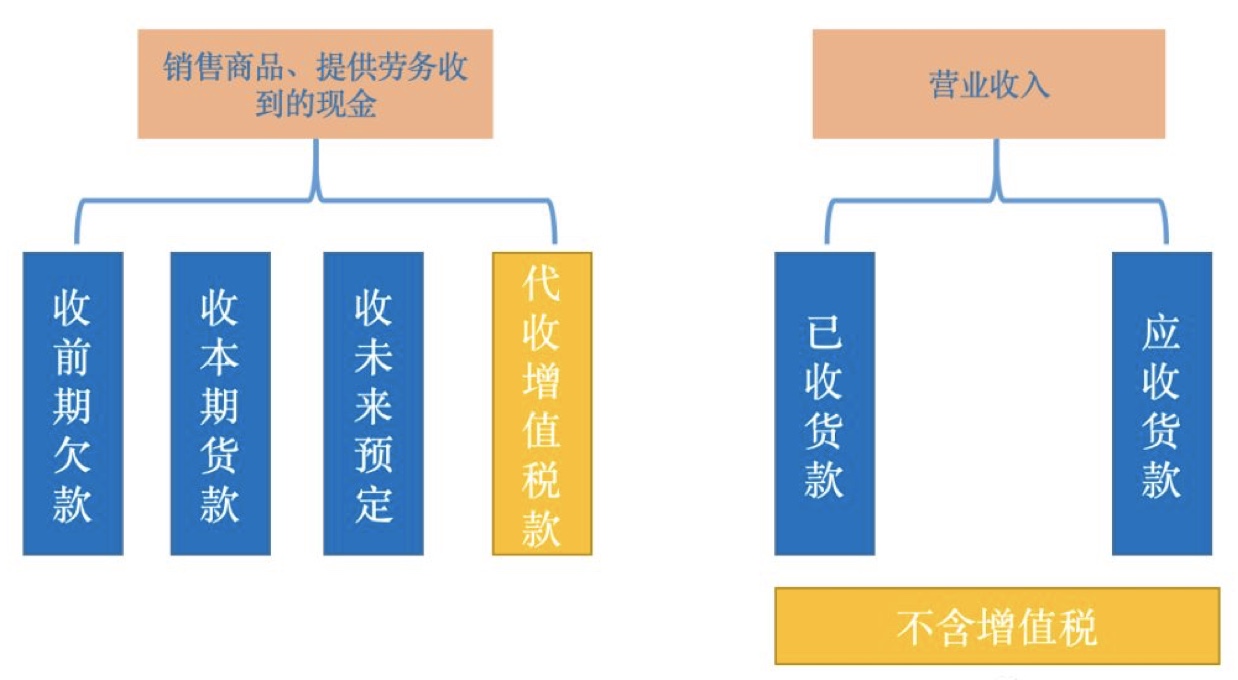 销售商品、提供劳务收
到的现金
营业收入
收前期欠款
收本期货款
收未来预定
代收增值税款
已收货款
应收货款
不含增值税